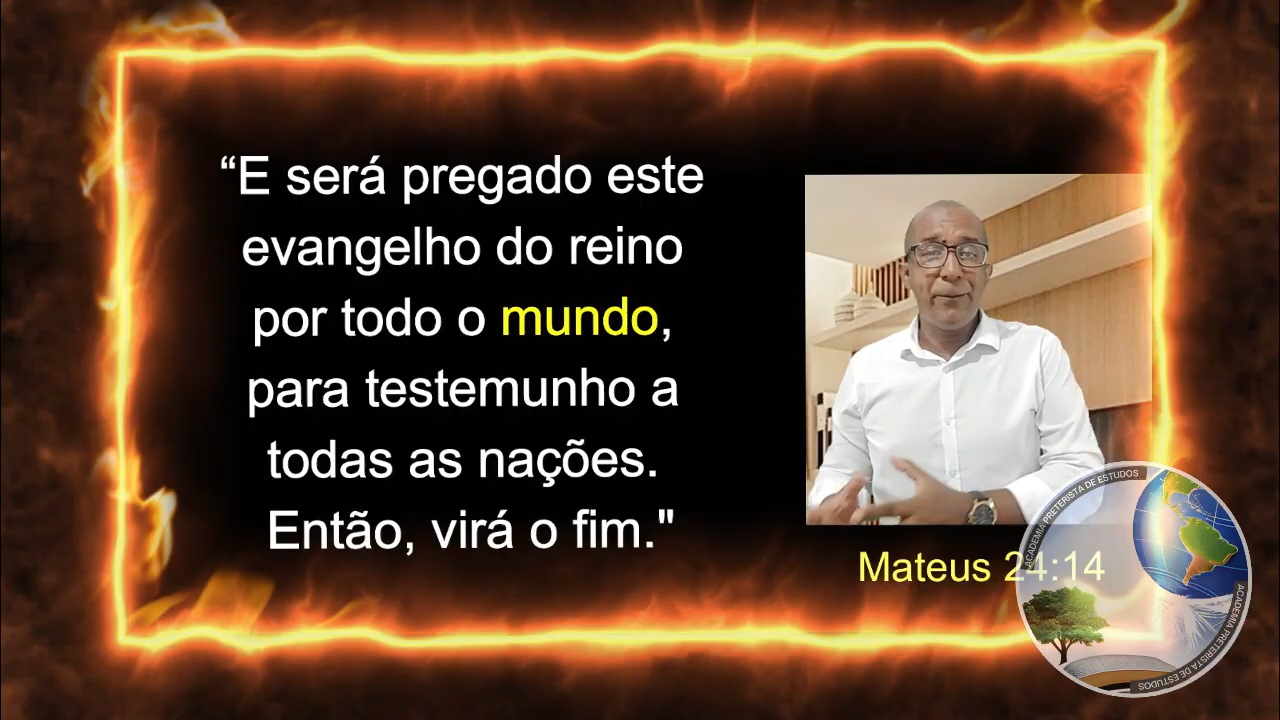 “E será pregado este
evangelho do reino
por todo o mundo,
para testemunho a
todas as nações.
Então, virá o fim."
Mateus 24:14
ACADEMIA PRETERISTA DE ESTUDOS
ACADEMIA PRETERISTA DE ESTUDOS